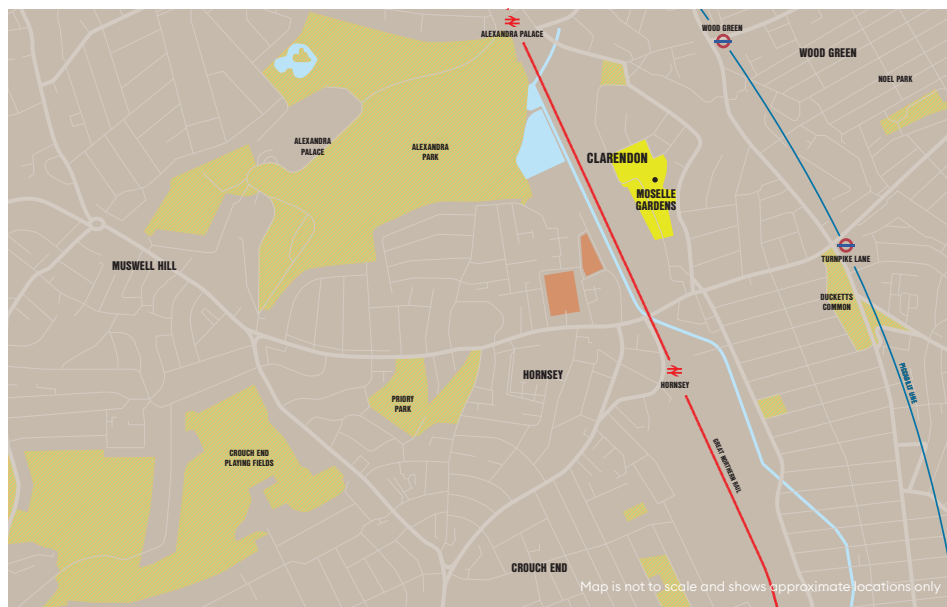 ALEXANDRA PALACE
WOOD GREEN
WOOD GREEN
NOEL PARK
ALEXANDRA
PALACE
ALEXANDRA
PARK
CLARENDON
MOSELLE
GARDENS
MUSWELL HILL
TURNPIKE LANE
DUCKETTS
COMMON
HORNSEY
HORNSEY
PICCADILLY LINE
PRIORY
PARK
CROUCH END
PLAYING FIELDS
GREAT NORTHERN RAIL
CROUCH END
Map is not to scale and shows approximate locations only